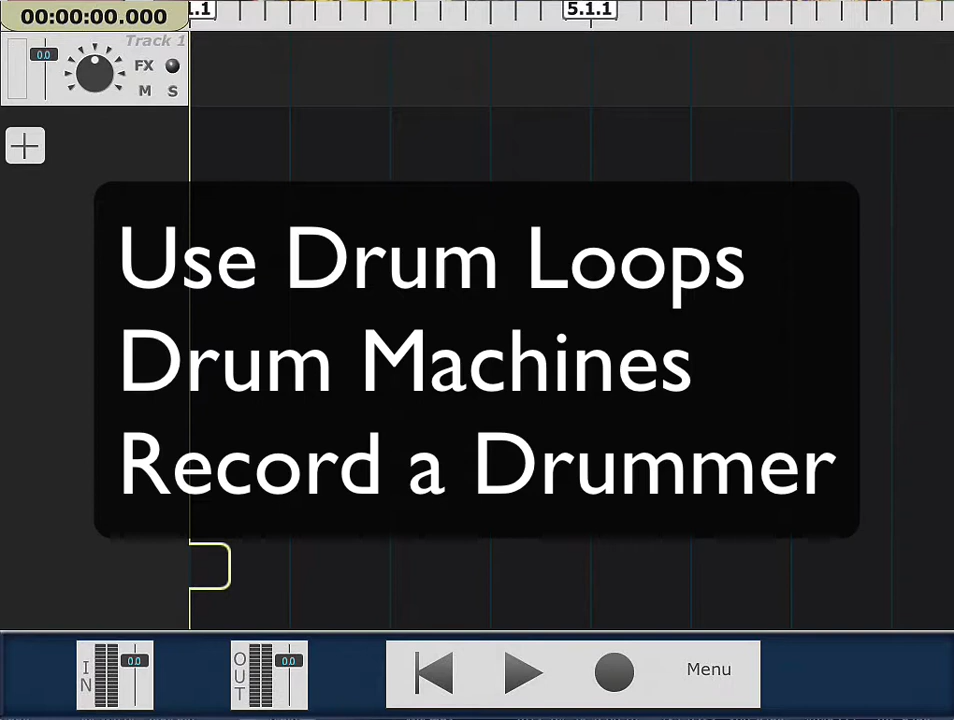 00:00:00.000
.1.1
5.1.1
Track 1
0.0
FX
M S
Use Drum Loops
Drum Machines
Record a Drummer
IN
0.0
OUT
0.0
Menu